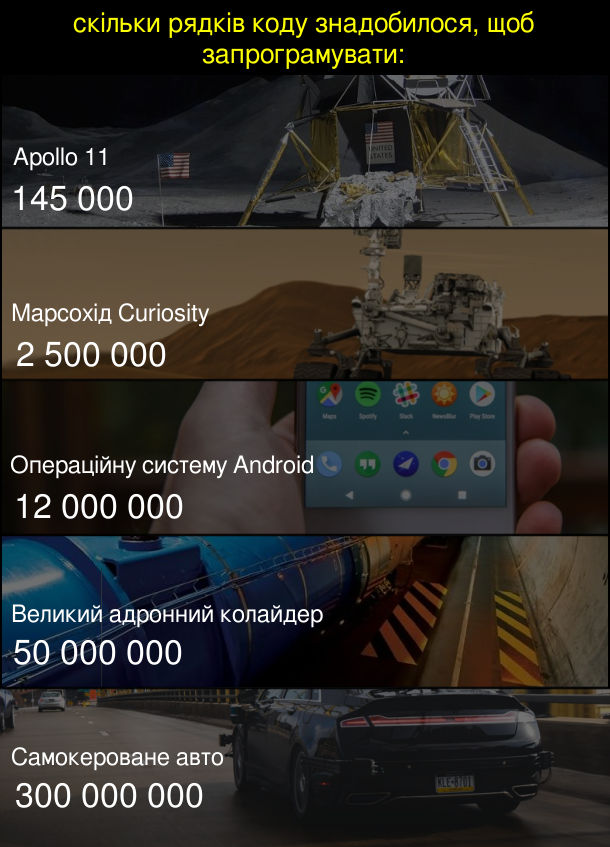 скільки рядків коду знадобилося, щоб
запрограмувати:
UNITED
STATES
Apollo 11
145 000
Марсохід Curiosity
2 500 000
Maps Spotify Slack NewsBlur Play Store
Операційну систему Android
12 000 000
Великий адронний колайдер
50 000 000
Самокероване авто
KLE-8701
300 000 000